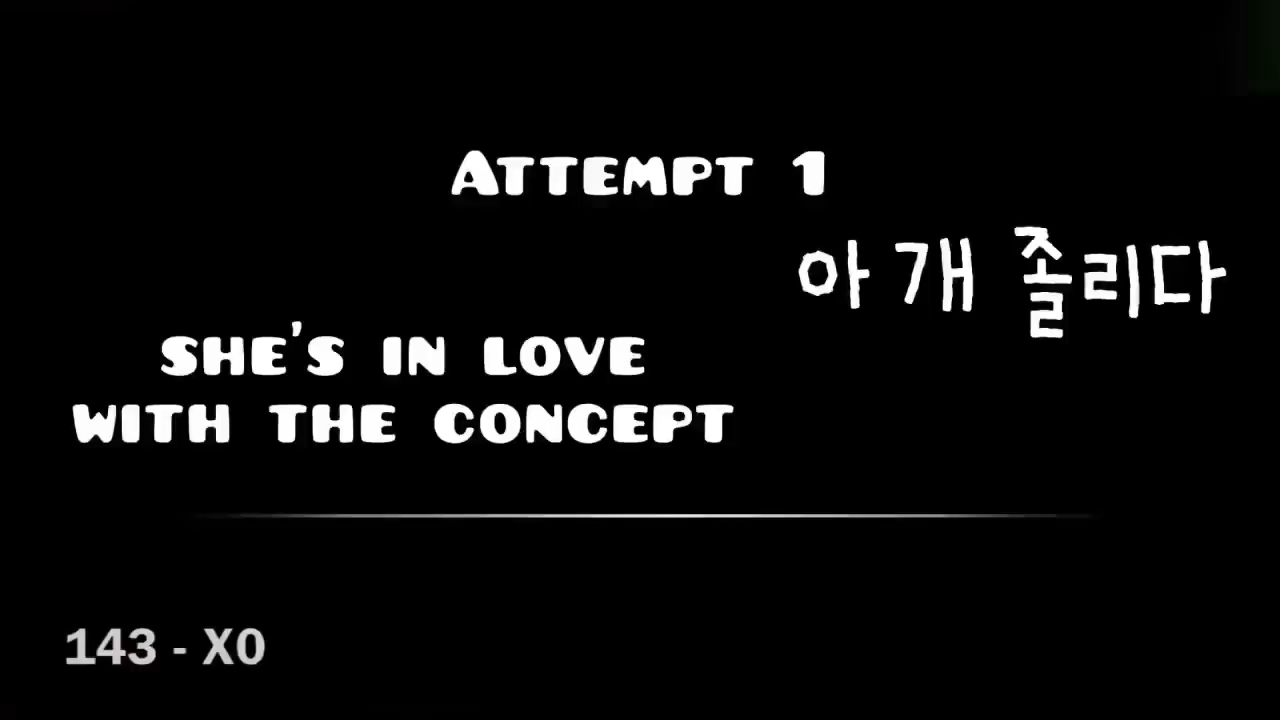 ATTEMPT 1
아 개 졸리다
SHE'S IN LOVE
WITH THE CONCEPT
143 - X0